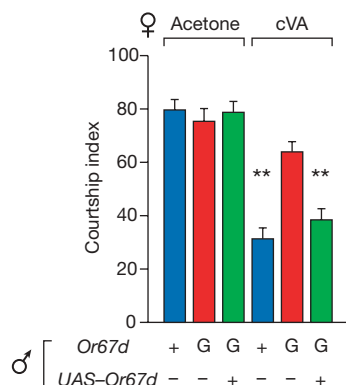 ♀ Acetone cVA
100
80
60
40
20
0
Courtship index
** **
♂ Or67d + G G + G G
UAS–Or67d – – + – – +